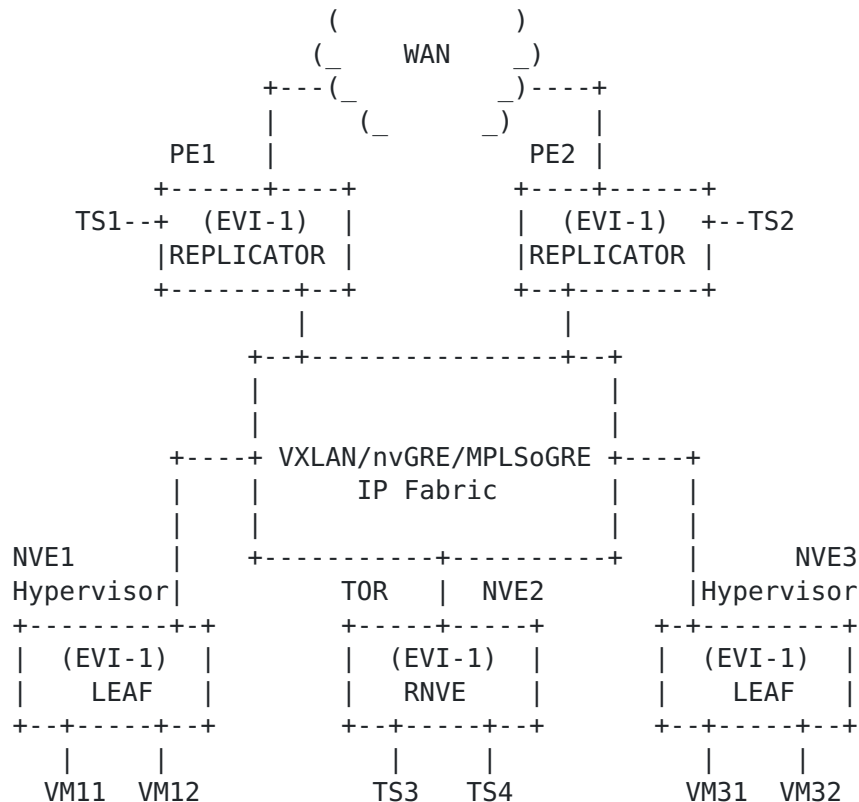 WAN
PE1 PE2
TS1 (EVI-1) (EVI-1) TS2
REPLICATOR REPLICATOR
VXLAN/nvGRE/MPLSoGRE
IP Fabric
NVE1 NVE3
Hypervisor TOR NVE2 Hypervisor
(EVI-1) (EVI-1) (EVI-1)
LEAF RNVE LEAF
VM11 VM12 TS3 TS4 VM31 VM32